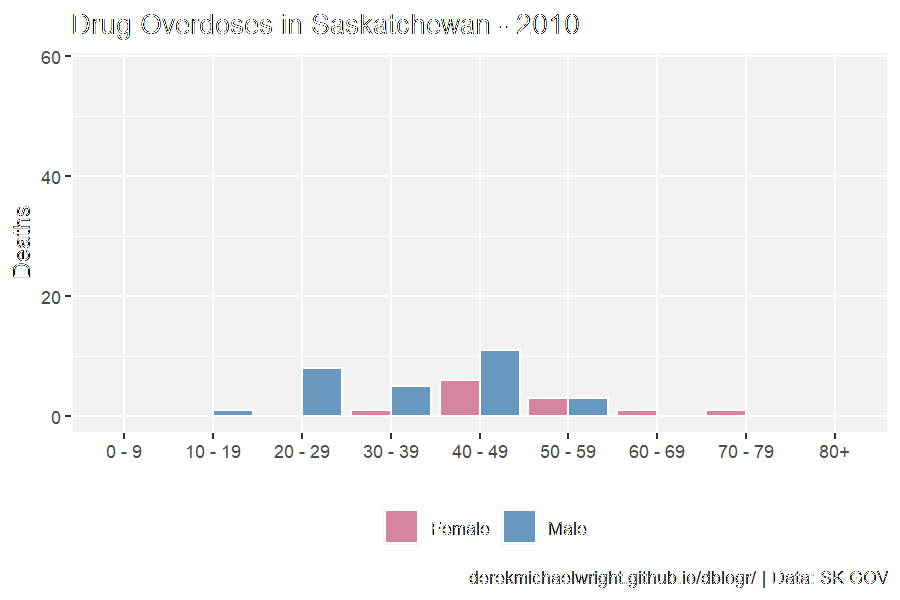 Drug Overdoses in Saskatchewan - 2010
60
40
20
0
Deaths
0 - 9 10 - 19 20 - 29 30 - 39 40 - 49 50 - 59 60 - 69 70 - 79 80+
Female Male
derekmichaelwright.github.io/dblogr/ | Data: SK GOV